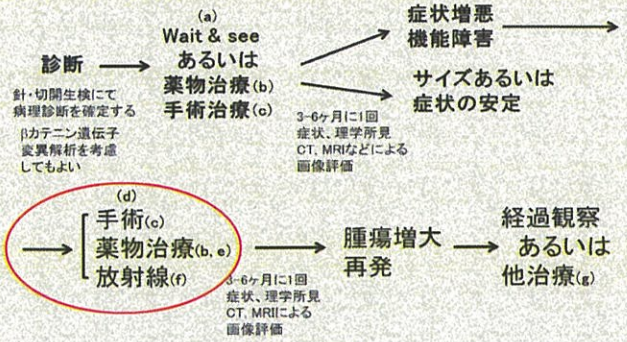 診断
針・切開生検にて
病理診断を確定する
βカテニン遺伝子
変異解析を考慮
してもよい
(a)
Wait & see
あるいは
薬物治療(b)
手術治療(c)
3-6ヶ月に1回
症状、理学所見
CT, MRIなどによる
画像評価
症状増悪
機能障害
サイズあるいは
症状の安定
(d)
手術(c)
薬物治療(b, e)
放射線(f)
3-6ヶ月に1回
症状、理学所見
CT, MRIによる
画像評価
腫瘍増大
再発
経過観察
あるいは
他治療(g)